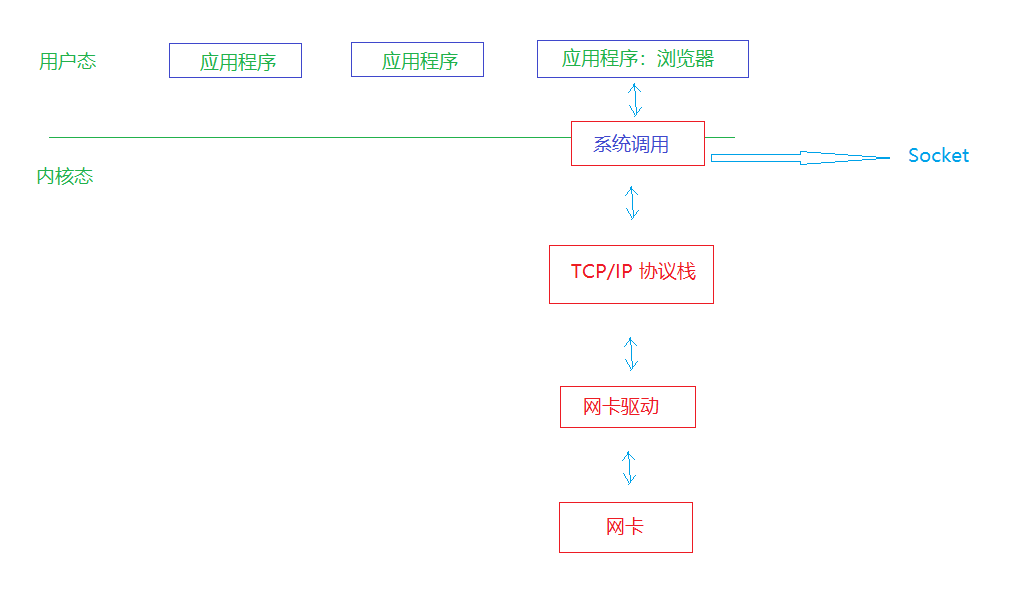 用户态
应用程序
应用程序
应用程序：浏览器
系统调用
Socket
内核态
TCP/IP 协议栈
网卡驱动
网卡